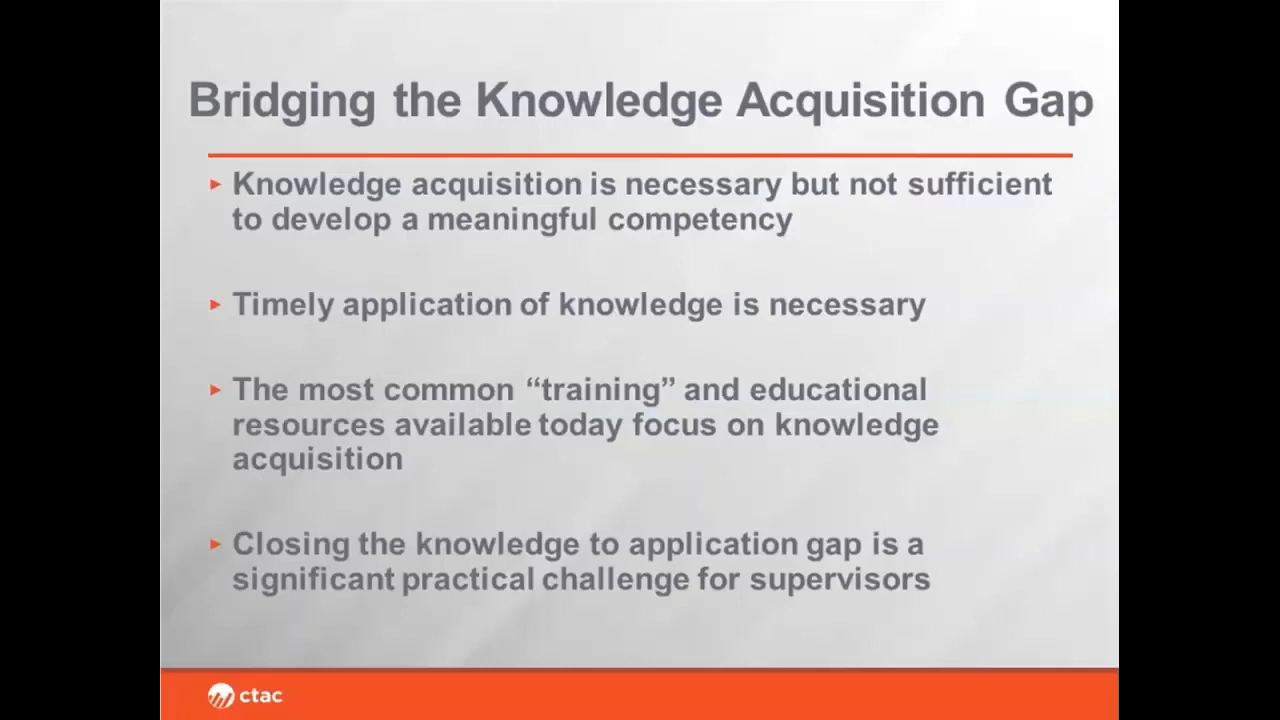 Bridging the Knowledge Acquisition Gap
Knowledge acquisition is necessary but not sufficient
to develop a meaningful competency
Timely application of knowledge is necessary
The most common “training” and educational
resources available today focus on knowledge
acquisition
Closing the knowledge to application gap is a
significant practical challenge for supervisors
ctac